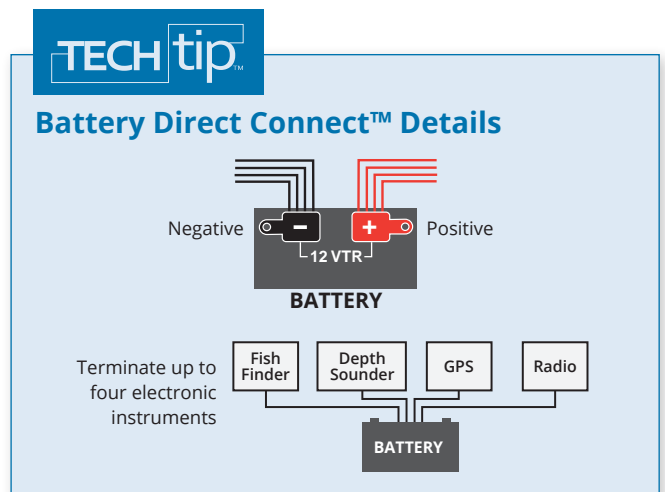 TECH tip™
Battery Direct Connect™ Details
Negative
−
+
Positive
12 VTR
BATTERY
Terminate up to
four electronic
instruments
Fish
Finder
Depth
Sounder
GPS
Radio
BATTERY